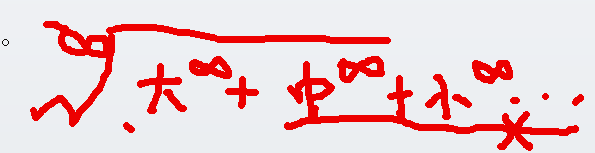 ∞√大^∞ + 中^∞ + 小^∞ ...